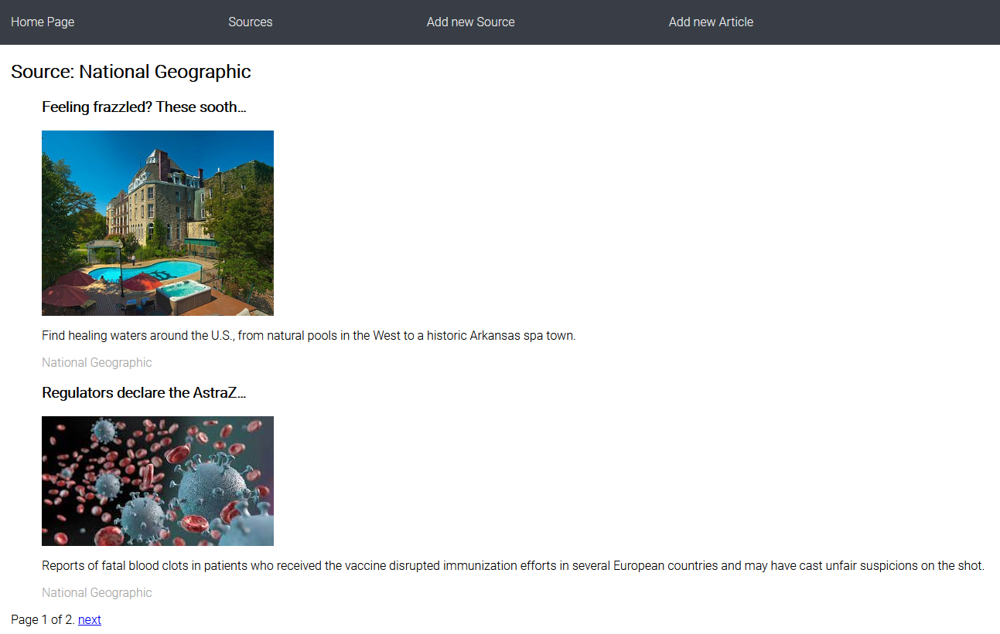 Home Page Sources Add new Source Add new Article
Source: National Geographic
Feeling frazzled? These sooth...
Find healing waters around the U.S., from natural pools in the West to a historic Arkansas spa town.
National Geographic
Regulators declare the AstraZ...
Reports of fatal blood clots in patients who received the vaccine disrupted immunization efforts in several European countries and may have cast unfair suspicions on the shot.
National Geographic
Page 1 of 2. next